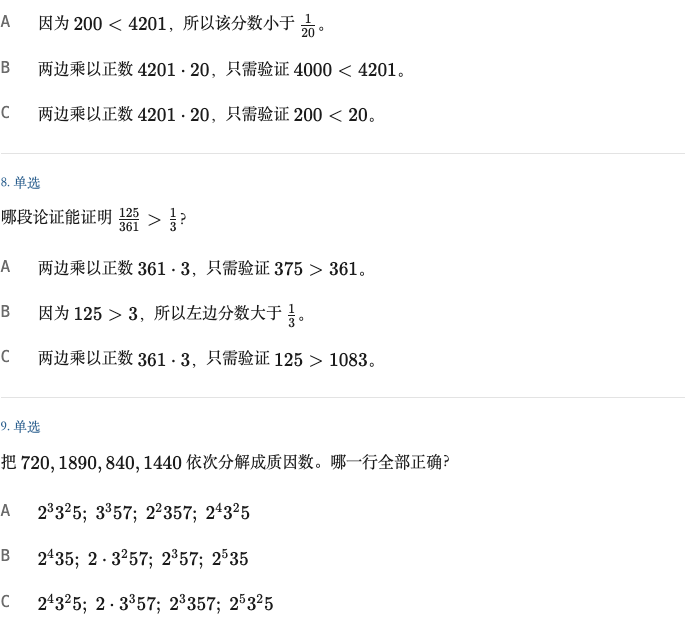 A 因为 200 < 4201，所以该分数小于 1/20。
B 两边乘以正数 4201 · 20，只需验证 4000 < 4201。
C 两边乘以正数 4201 · 20，只需验证 200 < 20。
8. 单选
哪段论证能证明 125/361 > 1/3?
A 两边乘以正数 361 · 3，只需验证 375 > 361。
B 因为 125 > 3，所以左边分数大于 1/3。
C 两边乘以正数 361 · 3，只需验证 125 > 1083。
9. 单选
把 720, 1890, 840, 1440 依次分解成质因数。哪一行全部正确?
A 2³3²5; 3³57; 2²357; 2⁴3²5
B 2⁴35; 2 · 3²57; 2³57; 2⁵35
C 2⁴3²5; 2 · 3³57; 2³357; 2⁵3²5